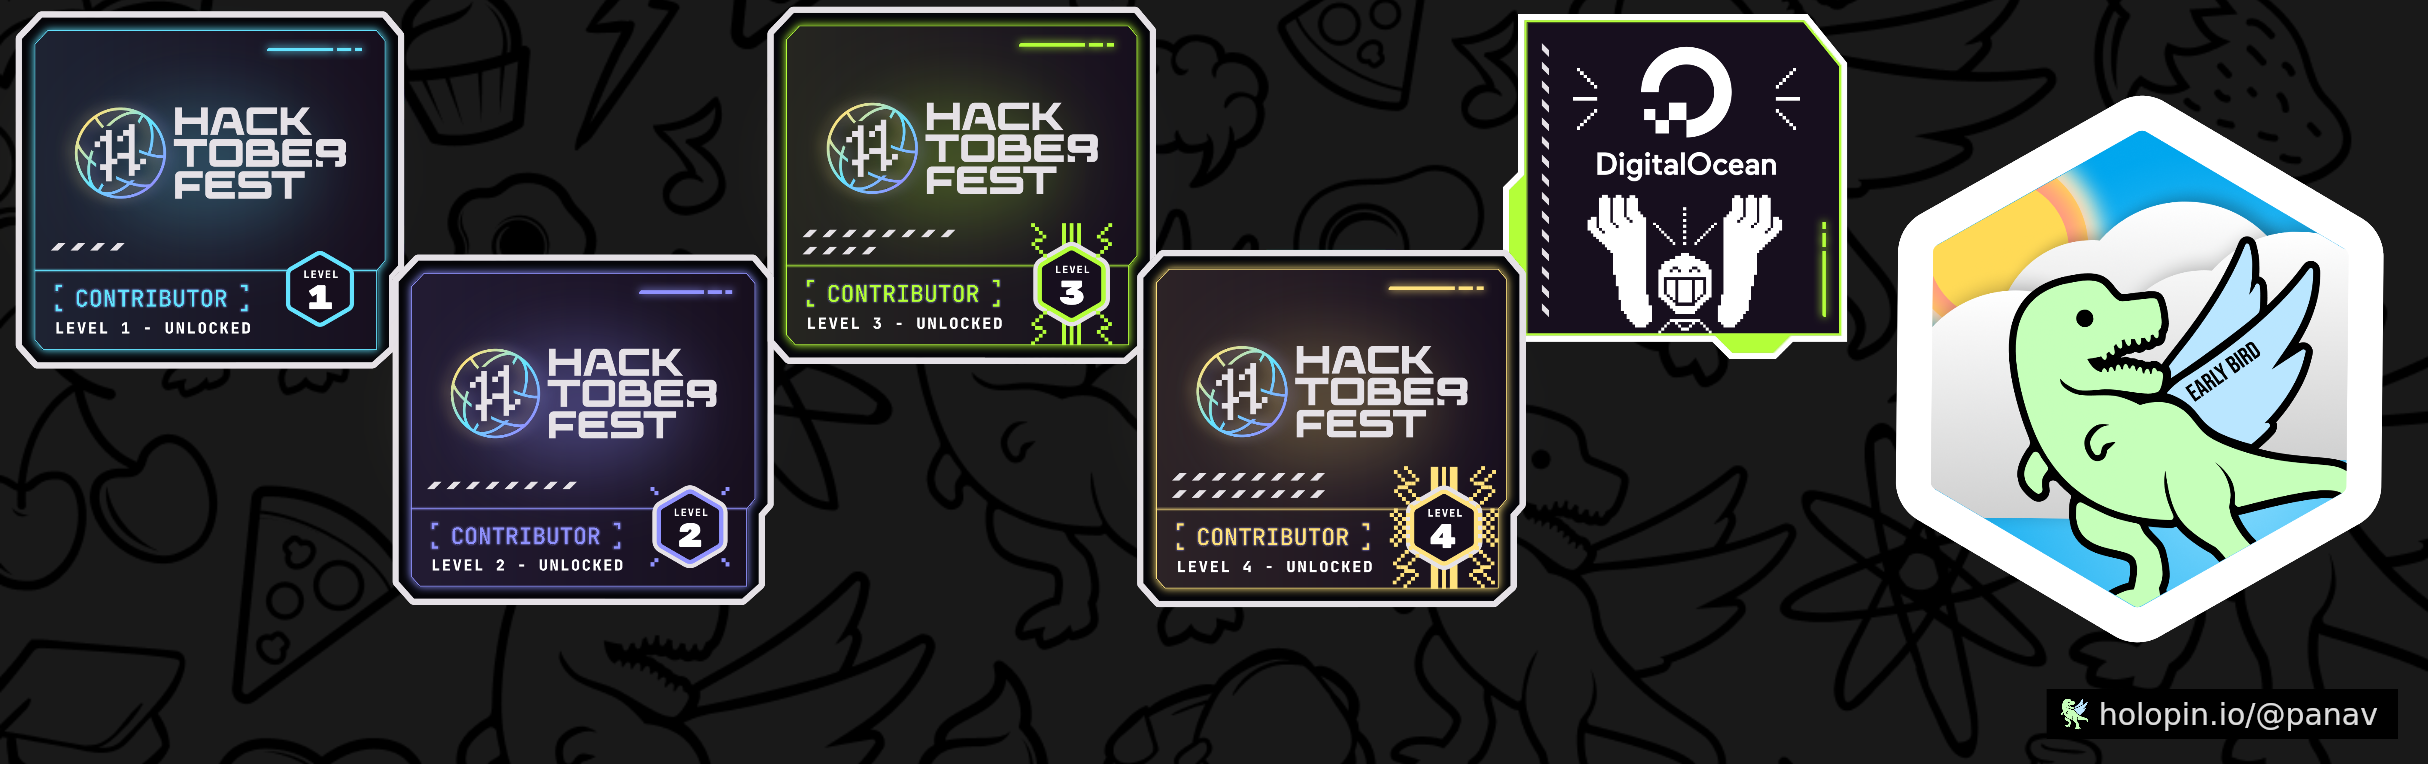 HACK
TOBER
FEST
CONTRIBUTOR
LEVEL 1 - UNLOCKED
LEVEL
1
HACK
TOBER
FEST
CONTRIBUTOR
LEVEL 2 - UNLOCKED
LEVEL
2
HACK
TOBER
FEST
CONTRIBUTOR
LEVEL 3 - UNLOCKED
LEVEL
3
HACK
TOBER
FEST
CONTRIBUTOR
LEVEL 4 - UNLOCKED
LEVEL
4
DigitalOcean
EARLY BIRD
holopin.io/@panav